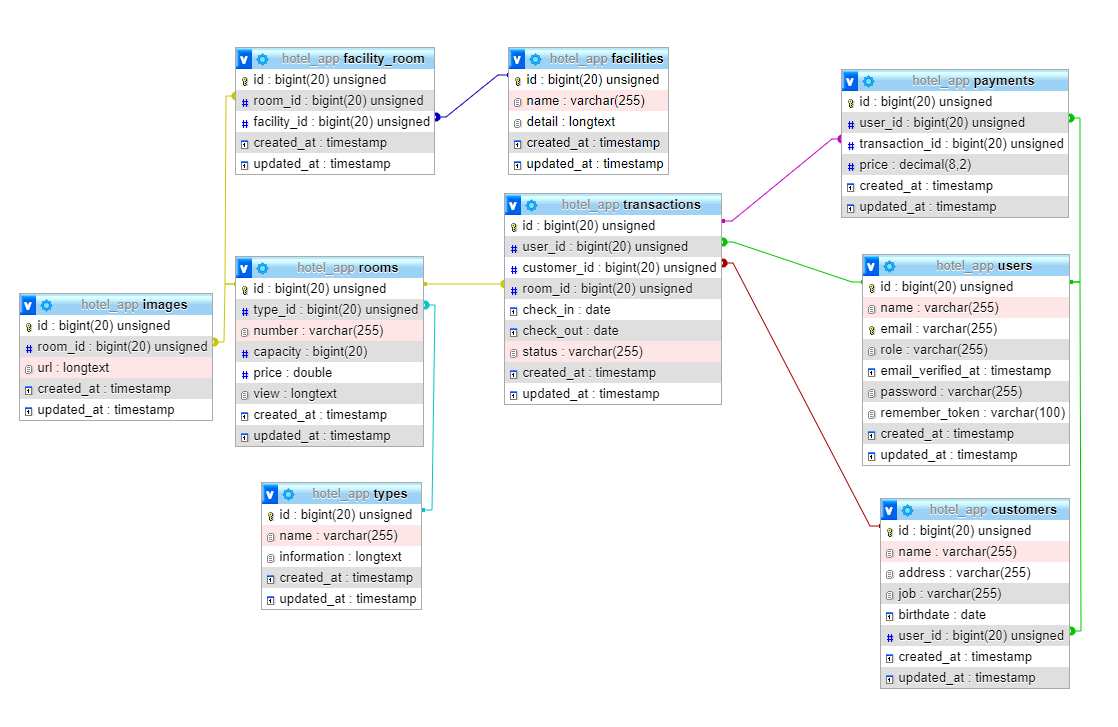 hotel_app facility_room
id : bigint(20) unsigned
room_id : bigint(20) unsigned
facility_id : bigint(20) unsigned
created_at : timestamp
updated_at : timestamp
hotel_app facilities
id : bigint(20) unsigned
name : varchar(255)
detail : longtext
created_at : timestamp
updated_at : timestamp
hotel_app payments
id : bigint(20) unsigned
user_id : bigint(20) unsigned
transaction_id : bigint(20) unsigned
price : decimal(8,2)
created_at : timestamp
updated_at : timestamp
hotel_app transactions
id : bigint(20) unsigned
user_id : bigint(20) unsigned
customer_id : bigint(20) unsigned
room_id : bigint(20) unsigned
check_in : date
check_out : date
status : varchar(255)
created_at : timestamp
updated_at : timestamp
hotel_app rooms
id : bigint(20) unsigned
type_id : bigint(20) unsigned
number : varchar(255)
capacity : bigint(20)
price : double
view : longtext
created_at : timestamp
updated_at : timestamp
hotel_app users
id : bigint(20) unsigned
name : varchar(255)
email : varchar(255)
role : varchar(255)
email_verified_at : timestamp
password : varchar(255)
remember_token : varchar(100)
created_at : timestamp
updated_at : timestamp
hotel_app images
id : bigint(20) unsigned
room_id : bigint(20) unsigned
url : longtext
created_at : timestamp
updated_at : timestamp
hotel_app types
id : bigint(20) unsigned
name : varchar(255)
information : longtext
created_at : timestamp
updated_at : timestamp
hotel_app customers
id : bigint(20) unsigned
name : varchar(255)
address : varchar(255)
job : varchar(255)
birthdate : date
user_id : bigint(20) unsigned
created_at : timestamp
updated_at : timestamp